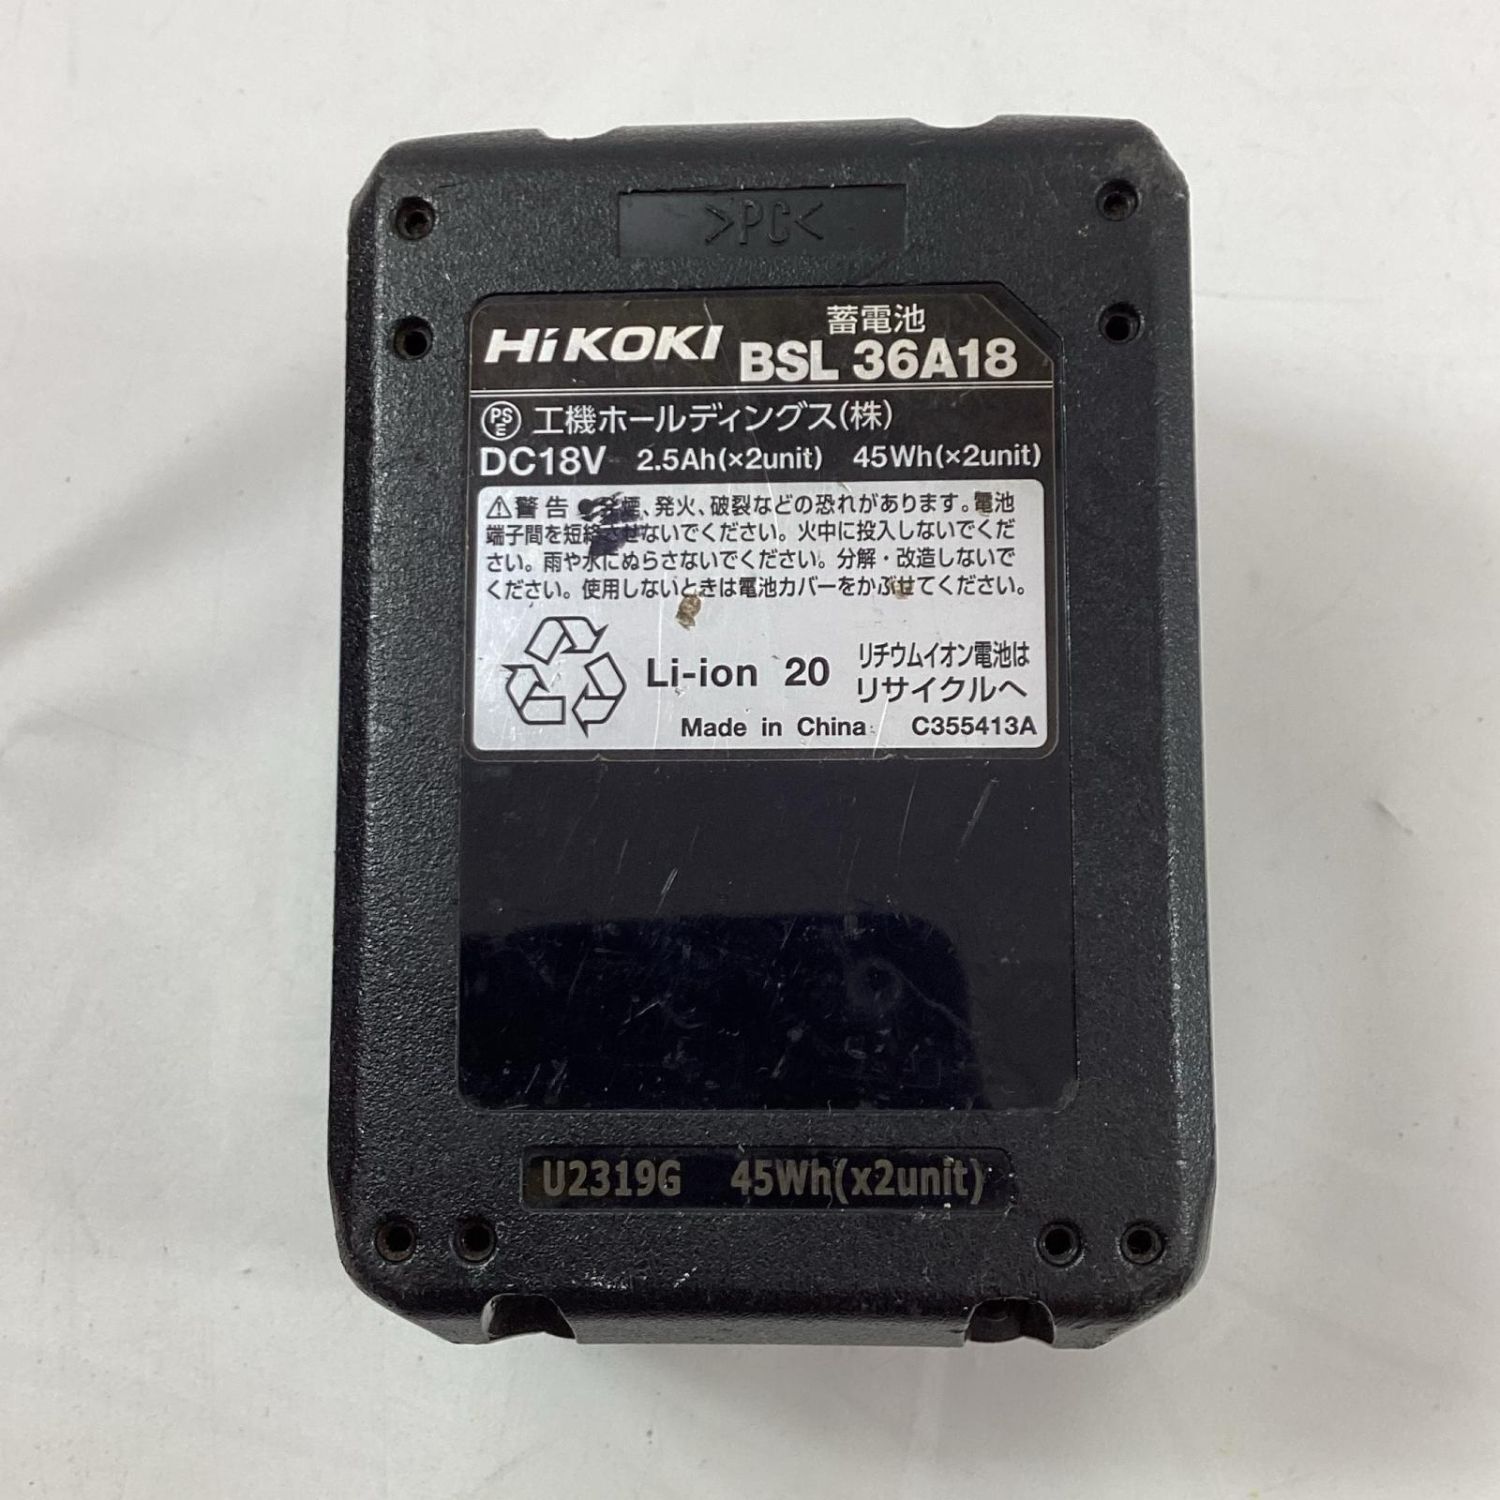 >PC<
HiKOKI
蓄電池
BSL 36A18
PS E 工機ホールディングス(株)
DC18V 2.5Ah(×2unit) 45Wh(×2unit)
⚠警告 煙、発火、破裂などの恐れがあります。電池
端子間を短絡させないでください。火中に投入しないでくだ
さい。雨や水にぬらさないでください。分解・改造しないで
ください。使用しないときは電池カバーをかぶせてください。
Li-ion 20
リチウムイオン電池は
リサイクルへ
Made in China C355413A
U2319G 45Wh(x2unit)